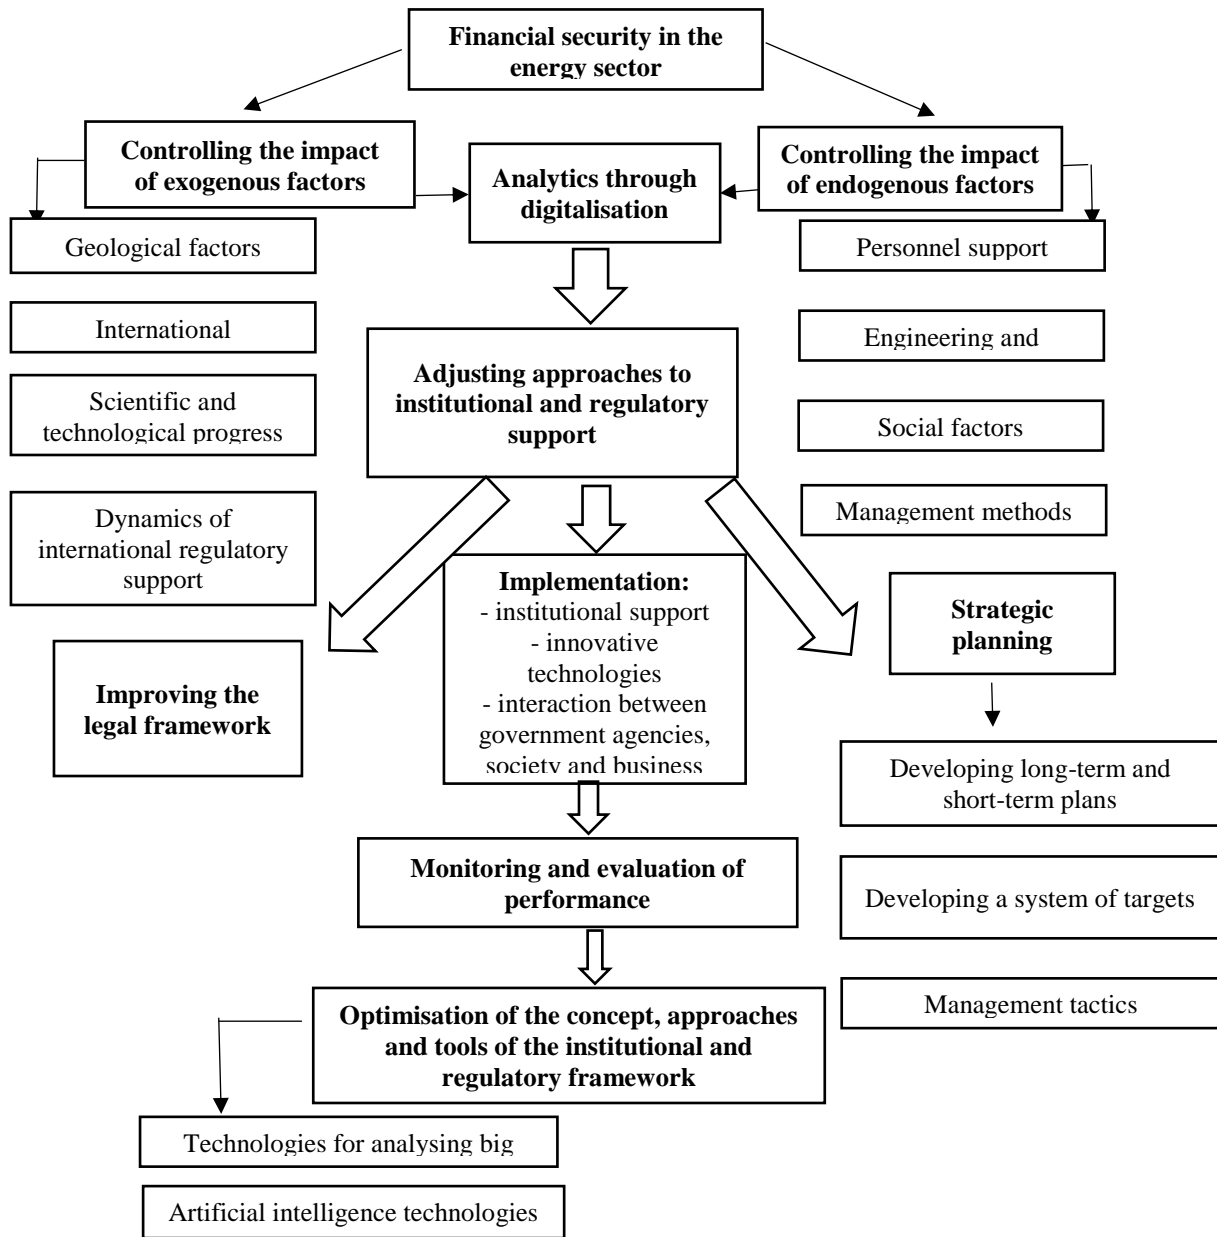 Financial security in the
energy sector
Controlling the impact
of exogenous factors
Analytics through
digitalisation
Controlling the impact
of endogenous factors
Geological factors
International
Scientific and
technological progress
Dynamics of
international regulatory
support
Personnel support
Engineering and
Social factors
Management methods
Adjusting approaches to
institutional and regulatory
support
Improving the
legal framework
Implementation:
- institutional support
- innovative
technologies
- interaction between
government agencies,
society and business
Strategic
planning
Developing long-term and
short-term plans
Developing a system of targets
Management tactics
Monitoring and evaluation of
performance
Optimisation of the concept, approaches
and tools of the institutional and
regulatory framework
Technologies for analysing big
Artificial intelligence technologies